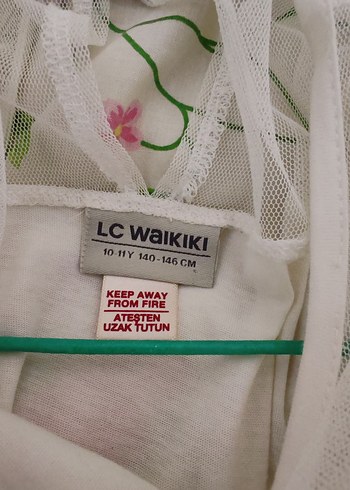 LC WAIKIKI
10-11Y 140-146 CM
KEEP AWAY
FROM FIRE
ATEŞTEN
UZAK TUTUN